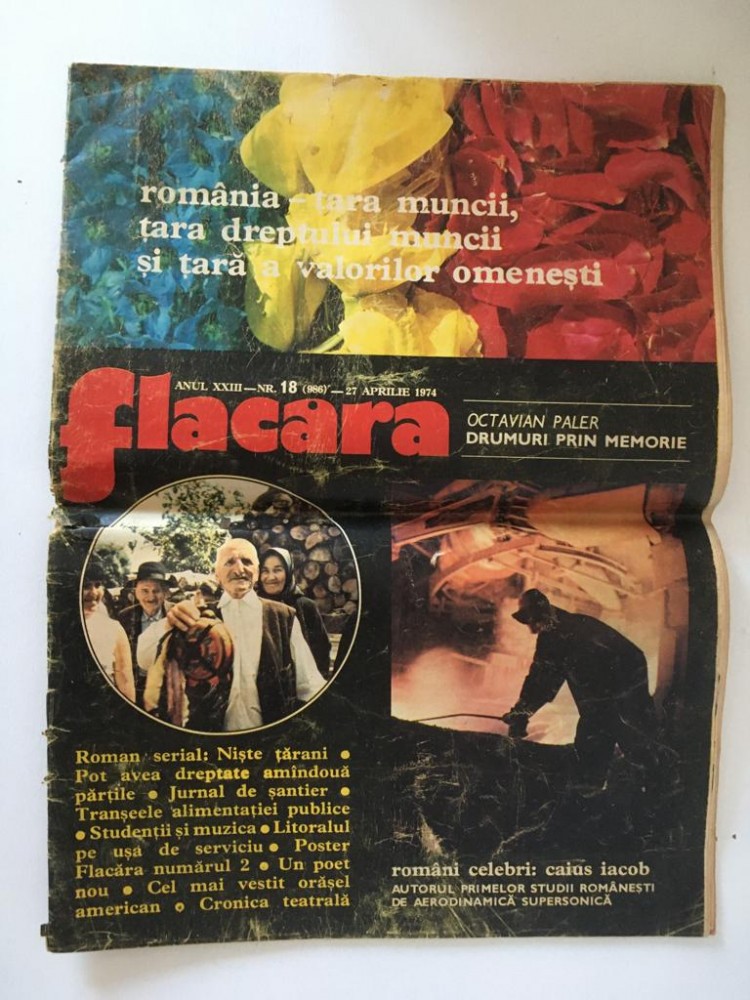 românia – țara muncii,
țara dreptului muncii
și țară a valorilor omenești
ANUL XXIII — NR. 18 (986) — 27 APRILIE 1974
flacara
OCTAVIAN PALER
DRUMURI PRIN MEMORIE
Roman serial: Niște țărani •
Pot avea dreptate amîndouă
părțile • Jurnal de șantier •
Tranșeele alimentației publice
• Studenții și muzica • Litoralul
pe ușa de serviciu • Poster
Flacăra numărul 2 • Un poet
nou • Cel mai vestit orășel
american • Cronica teatrală
români celebri: caius iacob
AUTORUL PRIMELOR STUDII ROMÂNEȘTI
DE AERODINAMICĂ SUPERSONICĂ